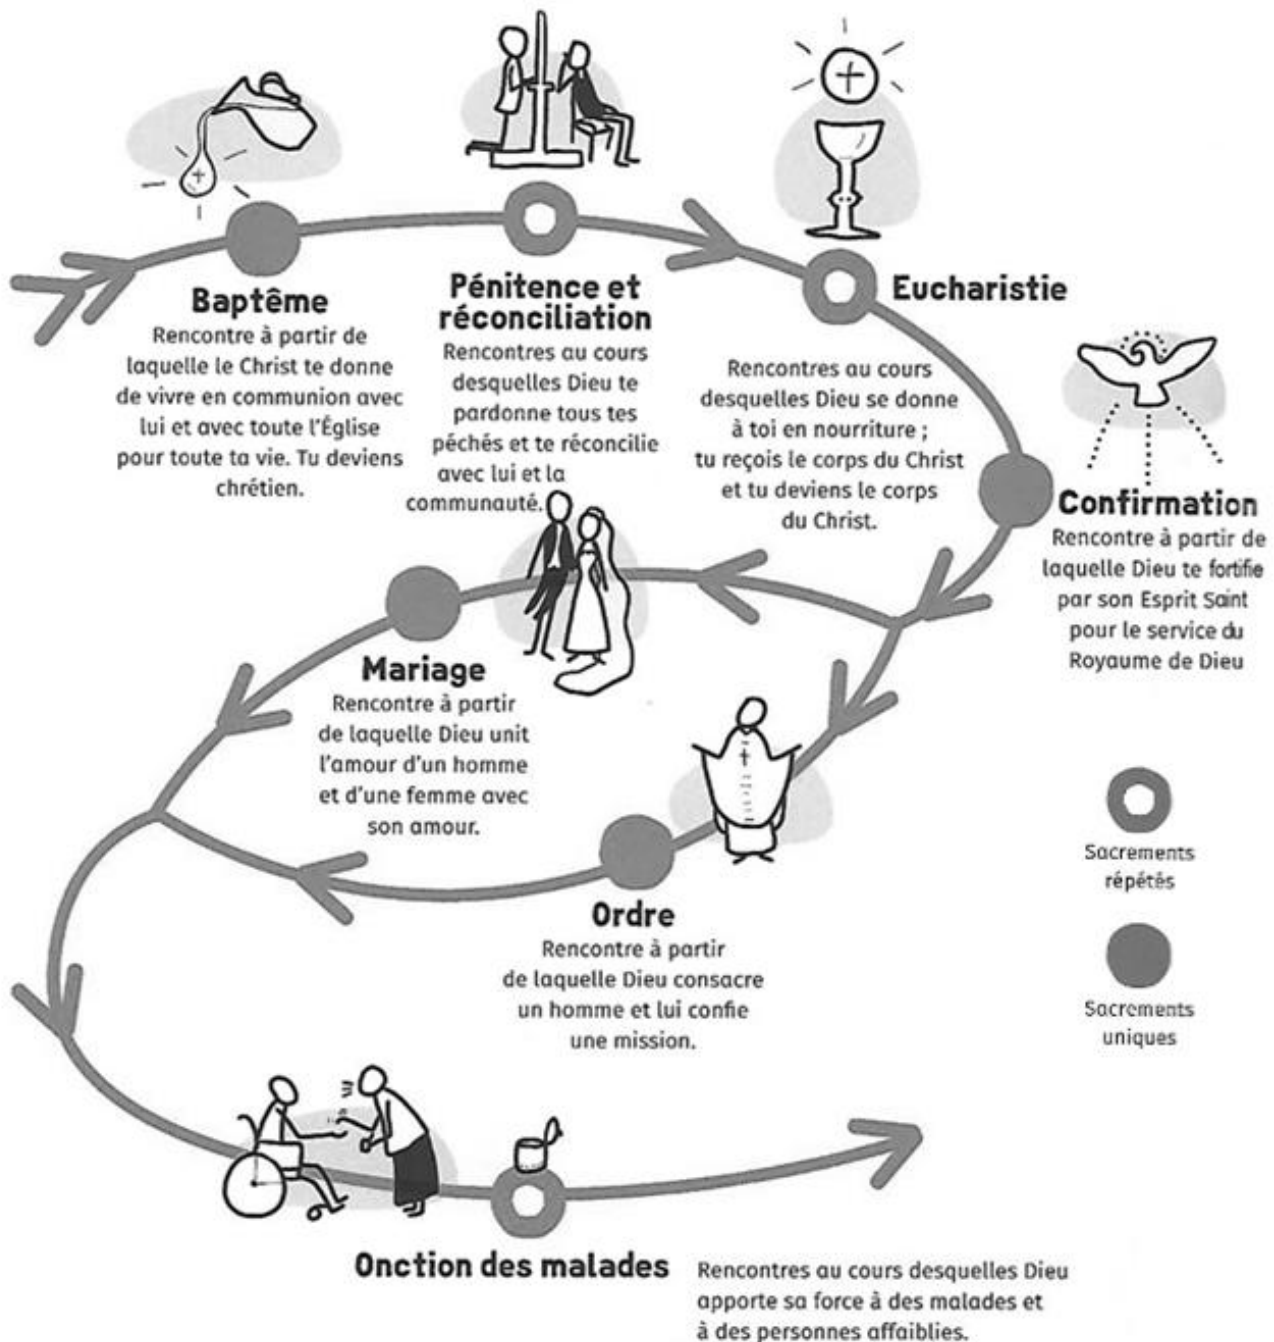 Baptême
Rencontre à partir de
laquelle le Christ te donne
de vivre en communion avec
lui et avec toute l'Église
pour toute ta vie. Tu deviens
chrétien.
Pénitence et
réconciliation
Rencontres au cours
desquelles Dieu te
pardonne tous tes
péchés et te réconcilie
avec lui et la
communauté.
Eucharistie
Rencontres au cours
desquelles Dieu se donne
à toi en nourriture ;
tu reçois le corps du Christ
et tu deviens le corps
du Christ.
Confirmation
Rencontre à partir de
laquelle Dieu te fortifie
par son Esprit Saint
pour le service du
Royaume de Dieu
Mariage
Rencontre à partir
de laquelle Dieu unit
l'amour d'un homme
et d'une femme avec
son amour.
Ordre
Rencontre à partir
de laquelle Dieu consacre
un homme et lui confie
une mission.
Sacrements
répétés
Sacrements
uniques
Onction des malades
Rencontres au cours desquelles Dieu
apporte sa force à des malades et
à des personnes affaiblies.